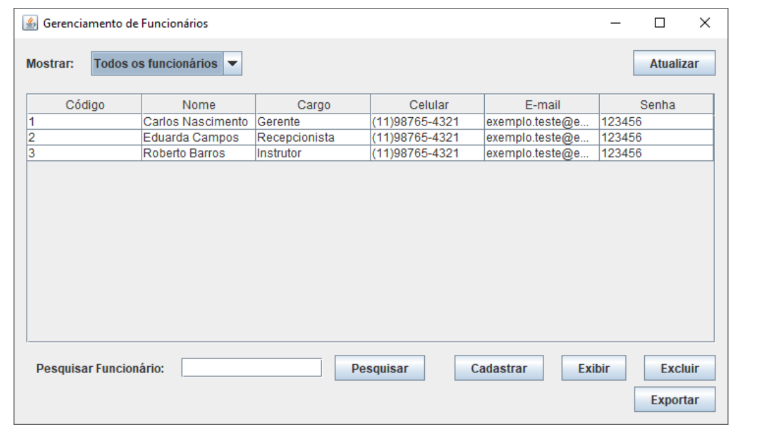 Gerenciamento de Funcionários
Mostrar: Todos os funcionários Atualizar
Código Nome Cargo Celular E-mail Senha
1 Carlos Nascimento Gerente (11)98765-4321 exemplo.teste@e... 123456
2 Eduarda Campos Recepcionista (11)98765-4321 exemplo.teste@e... 123456
3 Roberto Barros Instrutor (11)98765-4321 exemplo.teste@e... 123456
Pesquisar Funcionário: Pesquisar Cadastrar Exibir Excluir
Exportar